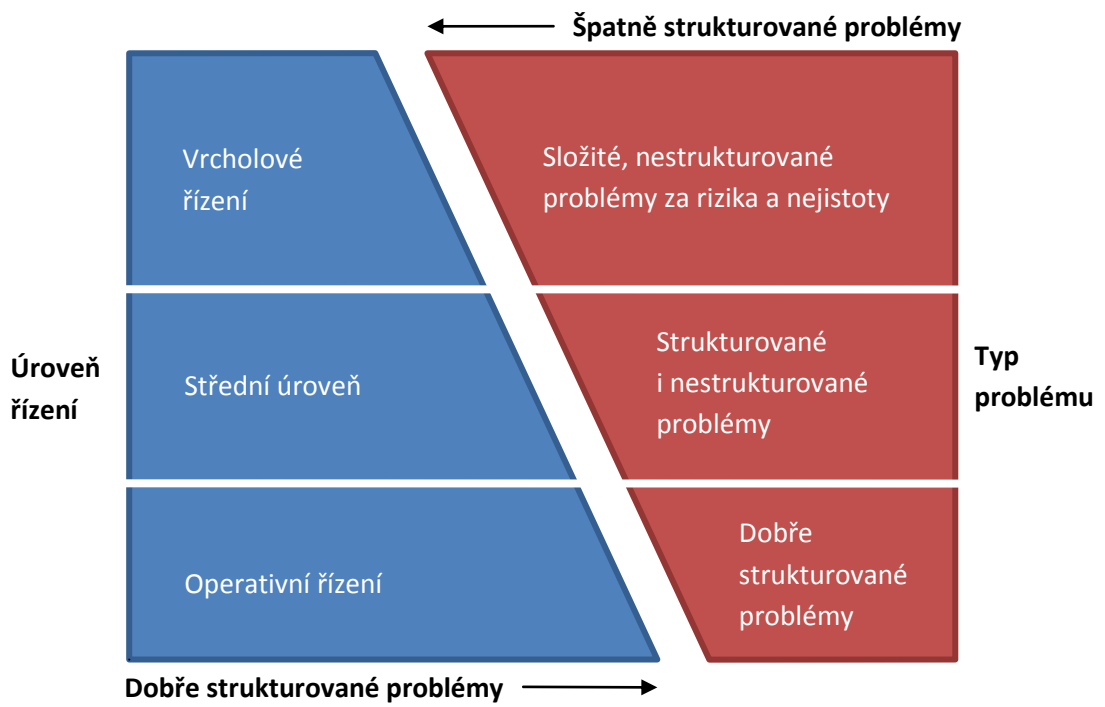 Špatně strukturované problémy
Vrcholové
řízení
Složité, nestrukturované
problémy za rizika a nejistoty
Úroveň
řízení
Střední úroveň
Strukturované
i nestrukturované
problémy
Typ
problému
Operativní řízení
Dobře
strukturované
problémy
Dobře strukturované problémy